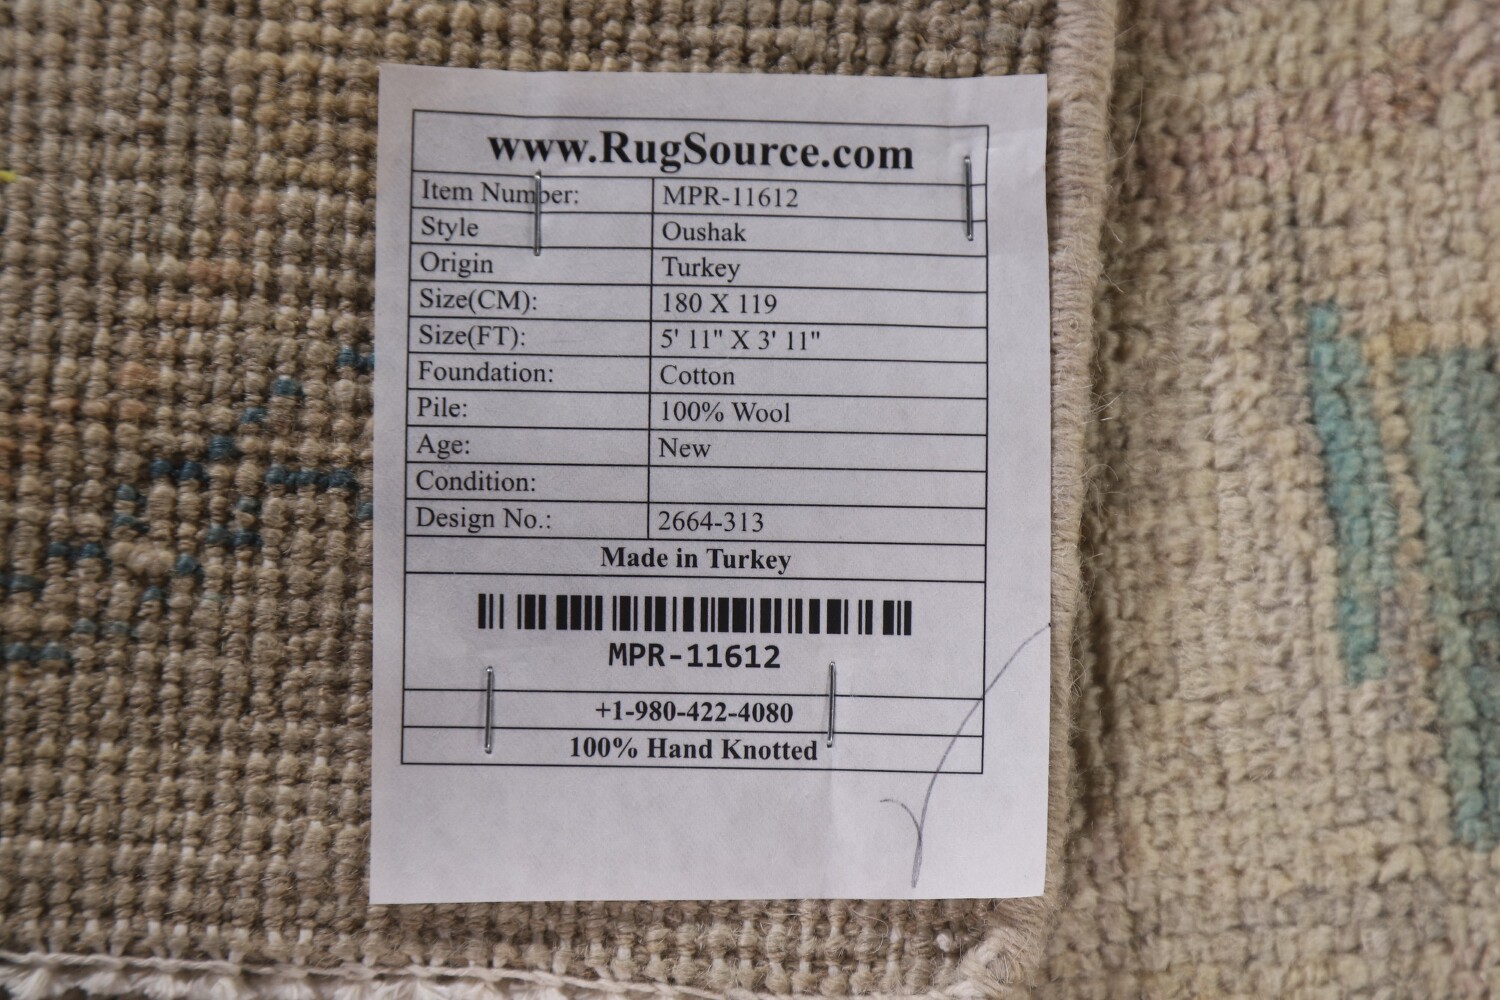 www.RugSource.com
Item Number: MPR-11612
Style Oushak
Origin Turkey
Size(CM): 180 X 119
Size(FT): 5' 11" X 3' 11"
Foundation: Cotton
Pile: 100% Wool
Age: New
Condition:
Design No.: 2664-313
Made in Turkey
MPR-11612
+1-980-422-4080
100% Hand Knotted